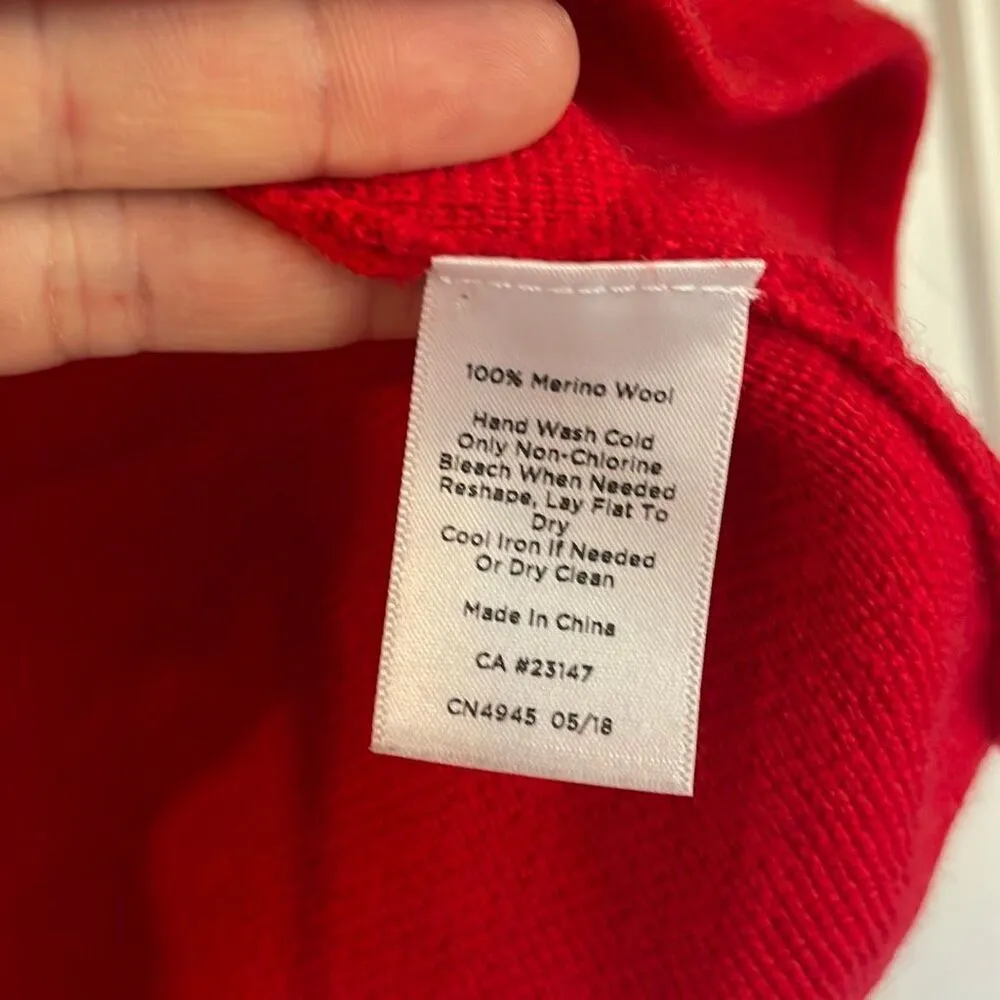 100% Merino Wool
Hand Wash Cold
Only Non-Chlorine
Bleach When Needed
Reshape, Lay Flat To
Dry
Cool Iron If Needed
Or Dry Clean
Made In China
CA #23147
CN4945 05/18